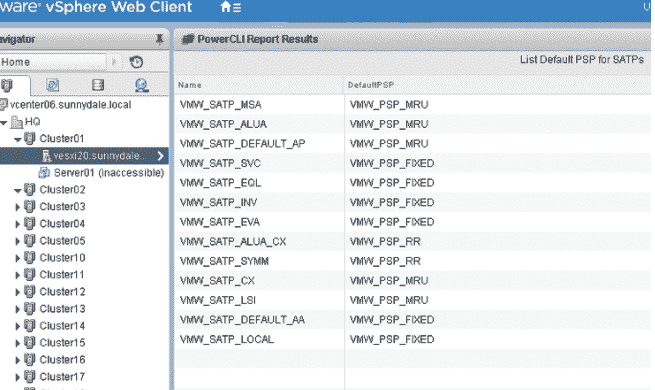 ware® vSphere Web Client
avigator
Home
vcenter06.sunnydale.local
HQ
Cluster01
vesxi20.sunnydale...
Server01 (inaccessible)
Cluster02
Cluster03
Cluster04
Cluster05
Cluster10
Cluster11
Cluster12
Cluster13
Cluster14
Cluster15
Cluster16
Cluster17
PowerCLI Report Results
List Default PSP for SATPs
Name DefaultPSP
VMW_SATP_MSA VMW_PSP_MRU
VMW_SATP_ALUA VMW_PSP_MRU
VMW_SATP_DEFAULT_AP VMW_PSP_MRU
VMW_SATP_SVC VMW_PSP_FIXED
VMW_SATP_EQL VMW_PSP_FIXED
VMW_SATP_INV VMW_PSP_FIXED
VMW_SATP_EVA VMW_PSP_FIXED
VMW_SATP_ALUA_CX VMW_PSP_RR
VMW_SATP_SYMM VMW_PSP_RR
VMW_SATP_CX VMW_PSP_MRU
VMW_SATP_LSI VMW_PSP_MRU
VMW_SATP_DEFAULT_AA VMW_PSP_FIXED
VMW_SATP_LOCAL VMW_PSP_FIXED